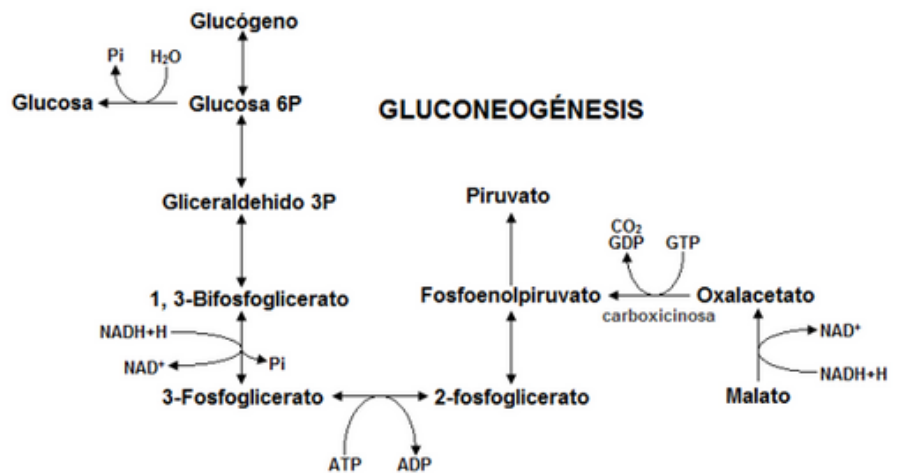 Glucógeno
Pi H₂O
Glucosa Glucosa 6P
GLUCONEOGÉNESIS
Gliceraldehido 3P
Piruvato
CO₂
GDP GTP
1, 3-Bifosfoglicerato
Fosfoenolpiruvato Oxalacetato
carboxicinosa
NADH+H
NAD⁺ Pi
NAD⁺
NADH+H
3-Fosfoglicerato 2-fosfoglicerato Malato
ATP ADP